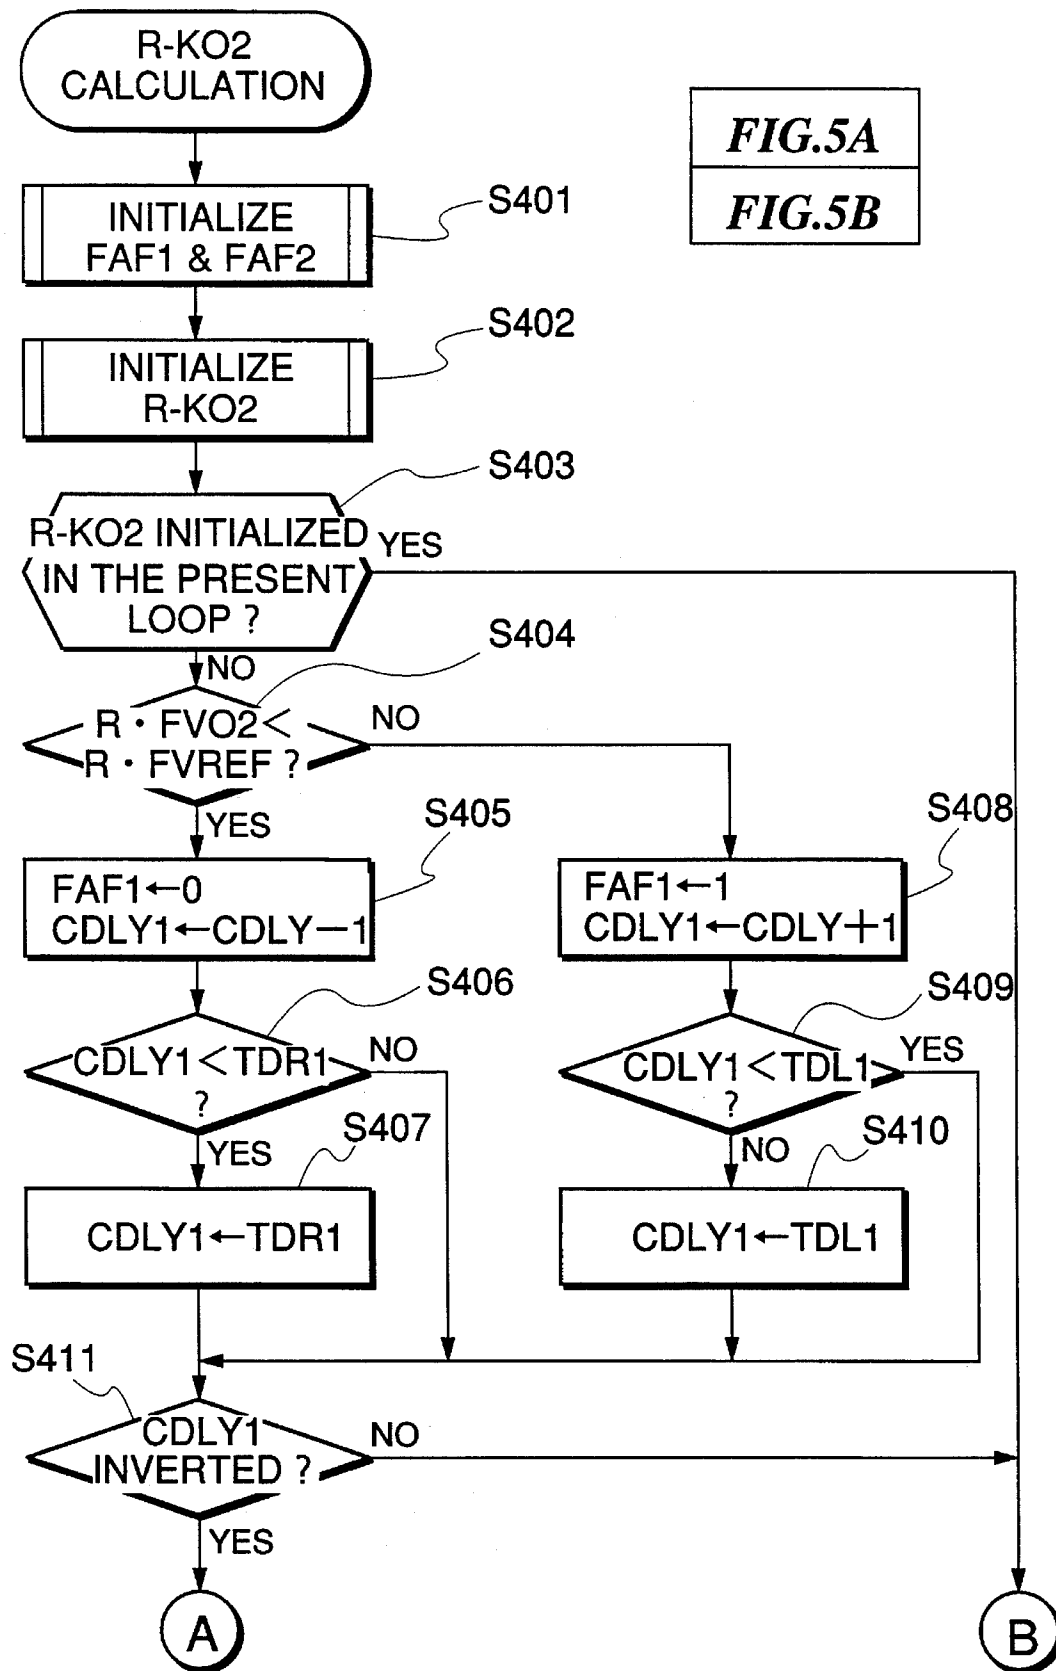 R-KO2
CALCULATION
FIG.5A
FIG.5B
INITIALIZE
FAF1 & FAF2
S401
INITIALIZE
R-KO2
S402
S403
R-KO2 INITIALIZED
IN THE PRESENT
LOOP ?
YES
NO
S404
R・FVO2<
R・FVREF ?
NO
YES
S405
FAF1←0
CDLY1←CDLY−1
S408
FAF1←1
CDLY1←CDLY+1
S406
CDLY1<TDR1
?
NO
YES
S409
CDLY1<TDL1
?
YES
NO
S407
CDLY1←TDR1
S410
CDLY1←TDL1
S411
CDLY1
INVERTED ?
NO
YES
A
B